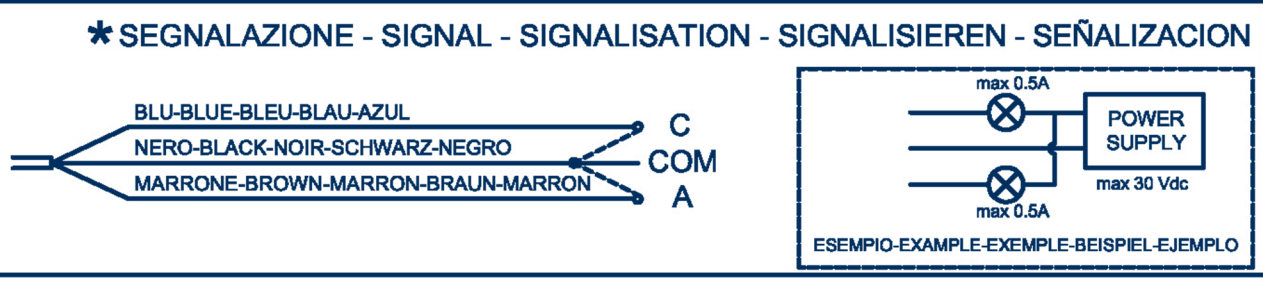 * SEGNALAZIONE - SIGNAL - SIGNALISATION - SIGNALISIEREN - SEÑALIZACION
BLU-BLUE-BLEU-BLAU-AZUL
C
NERO-BLACK-NOIR-SCHWARZ-NEGRO
COM
MARRONE-BROWN-MARRON-BRAUN-MARRON
A
max 0.5A
POWER
SUPPLY
max 30 Vdc
max 0.5A
ESEMPIO-EXAMPLE-EXEMPLE-BEISPIEL-EJEMPLO